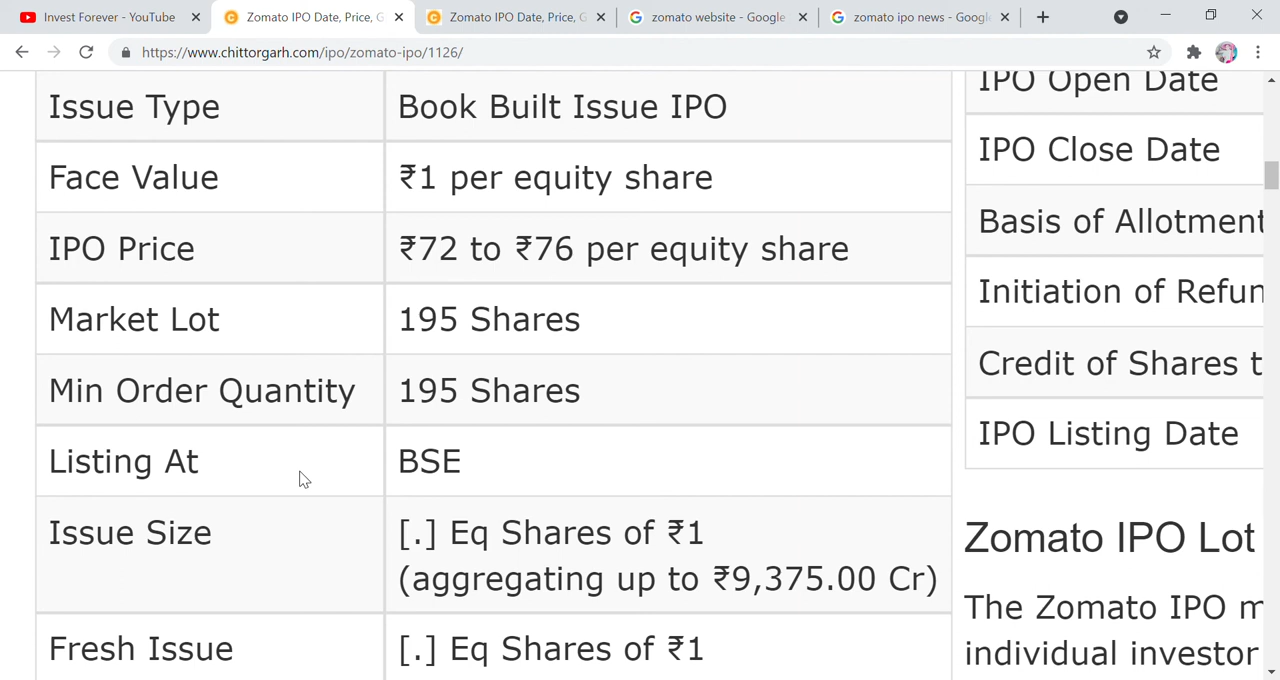 Invest Forever - YouTube
Zomato IPO Date, Price, G
Zomato IPO Date, Price, G
zomato website - Google
zomato ipo news - Google
https://www.chittorgarh.com/ipo/zomato-ipo/1126/
Issue Type
Book Built Issue IPO
Face Value
₹1 per equity share
IPO Price
₹72 to ₹76 per equity share
Market Lot
195 Shares
Min Order Quantity
195 Shares
Listing At
BSE
Issue Size
[.] Eq Shares of ₹1
(aggregating up to ₹9,375.00 Cr)
Fresh Issue
[.] Eq Shares of ₹1
IPO Open Date
IPO Close Date
Basis of Allotment
Initiation of Refun
Credit of Shares t
IPO Listing Date
Zomato IPO Lot
The Zomato IPO m
individual investor